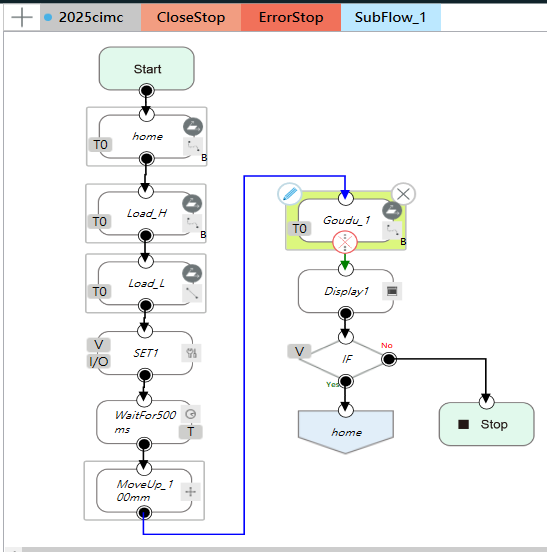 2025cimc
CloseStop
ErrorStop
SubFlow_1
Start
home
T0
B
Load_H
T0
B
Load_L
T0
V
I/O
SET1
WaitFor500
ms
T
MoveUp_1
00mm
Goudu_1
T0
B
Display1
V
IF
No
Yes
home
Stop